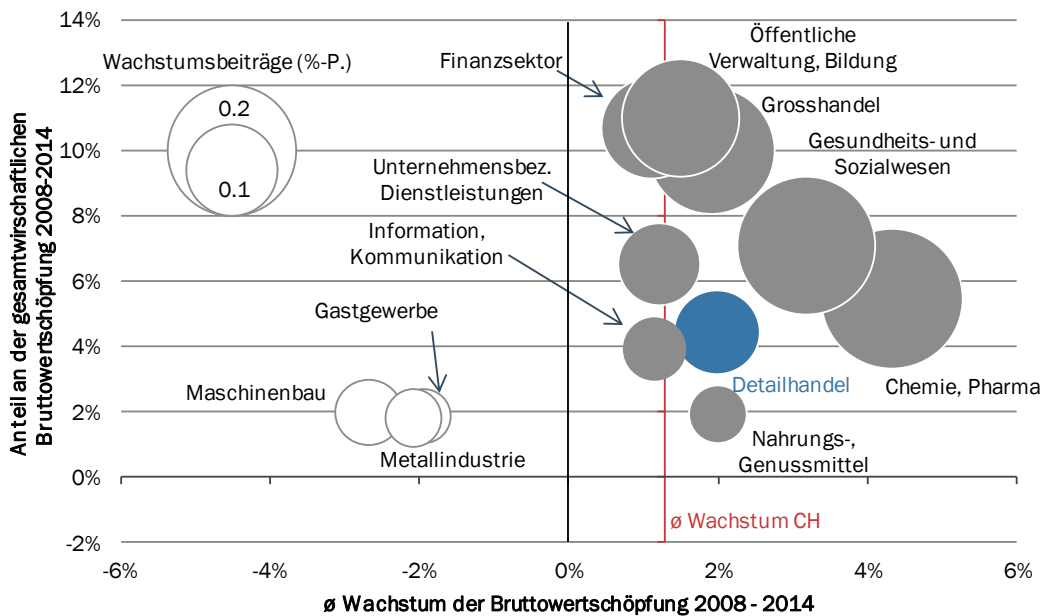 14%
12%
10%
8%
6%
4%
2%
0%
-2%
Anteil an der gesamtwirschaftlichen
Bruttowertschöpfung 2008-2014
Wachstumsbeiträge (%-P.)
0.2
0.1
Finanzsektor
Öffentliche
Verwaltung, Bildung
Grosshandel
Gesundheits- und
Sozialwesen
Unternehmensbez.
Dienstleistungen
Information,
Kommunikation
Gastgewerbe
Maschinenbau
Metallindustrie
Detailhandel
Chemie, Pharma
Nahrungs-,
Genussmittel
ø Wachstum CH
-6%
-4%
-2%
0%
2%
4%
6%
ø Wachstum der Bruttowertschöpfung 2008 - 2014